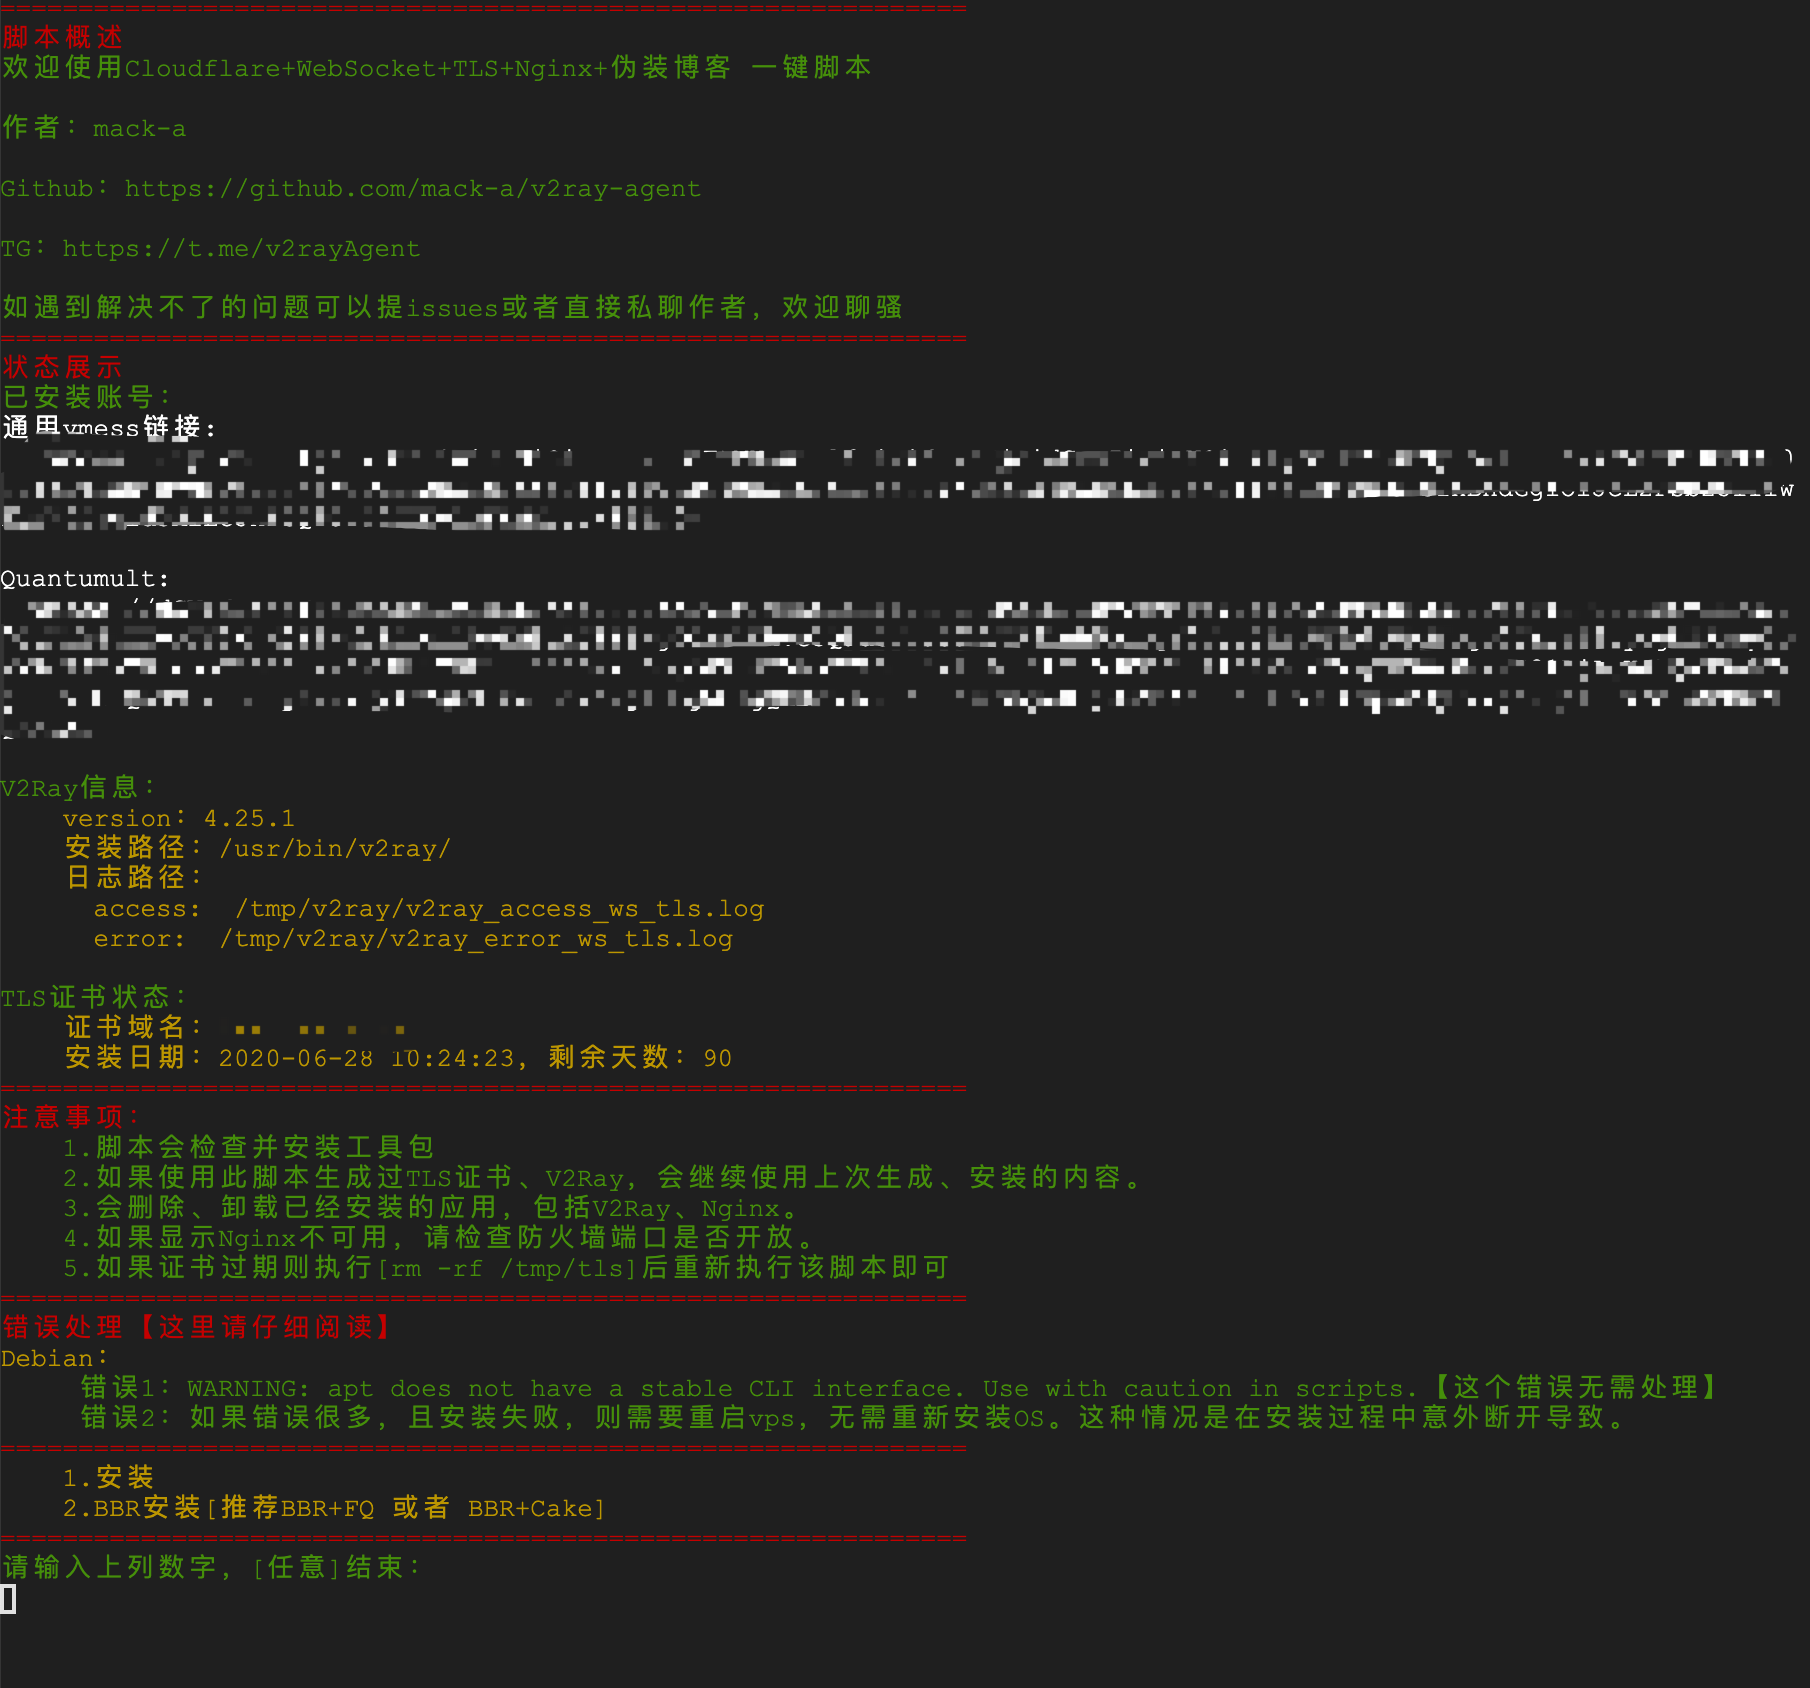 ==============================================================
脚本概述
欢迎使用Cloudflare+WebSocket+TLS+Nginx+伪装博客 一键脚本
作者：mack-a
Github：https://github.com/mack-a/v2ray-agent
TG：https://t.me/v2rayAgent
如遇到解决不了的问题可以提issues或者直接私聊作者，欢迎聊骚
==============================================================
状态展示
已安装账号：
通用vmess链接:
Quantumult:
V2Ray信息：
version：4.25.1
安装路径：/usr/bin/v2ray/
日志路径：
access:  /tmp/v2ray/v2ray_access_ws_tls.log
error:  /tmp/v2ray/v2ray_error_ws_tls.log
TLS证书状态：
证书域名：
安装日期：2020-06-28 10:24:23，剩余天数：90
==============================================================
注意事项：
1.脚本会检查并安装工具包
2.如果使用此脚本生成过TLS证书、V2Ray，会继续使用上次生成、安装的内容。
3.会删除、卸载已经安装的应用，包括V2Ray、Nginx。
4.如果显示Nginx不可用，请检查防火墙端口是否开放。
5.如果证书过期则执行[rm -rf /tmp/tls]后重新执行该脚本即可
==============================================================
错误处理【这里请仔细阅读】
Debian：
错误1：WARNING: apt does not have a stable CLI interface. Use with caution in scripts.【这个错误无需处理】
错误2：如果错误很多，且安装失败，则需要重启vps，无需重新安装OS。这种情况是在安装过程中意外断开导致。
==============================================================
1.安装
2.BBR安装[推荐BBR+FQ 或者 BBR+Cake]
==============================================================
请输入上列数字，[任意]结束：